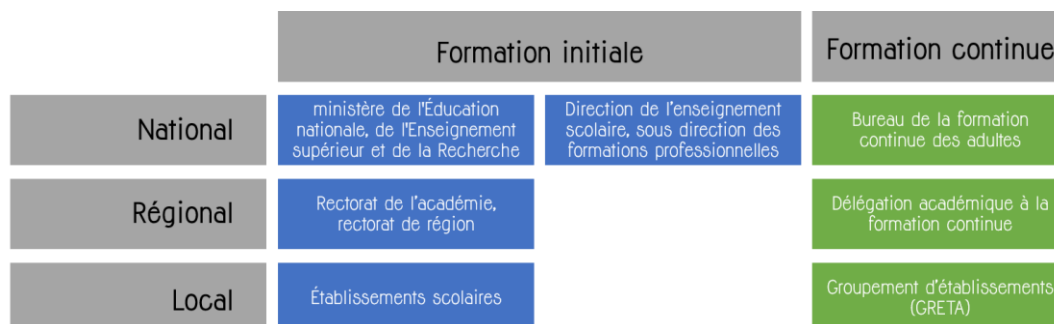 Formation initiale
Formation continue
National
ministère de l'Éducation
nationale, de l'Enseignement
supérieur et de la Recherche
Direction de l'enseignement
scolaire, sous direction des
formations professionnelles
Bureau de la formation
continue des adultes
Régional
Rectorat de l'académie,
rectorat de région
Délégation académique à la
formation continue
Local
Établissements scolaires
Groupement d'établissements
(GRETA)